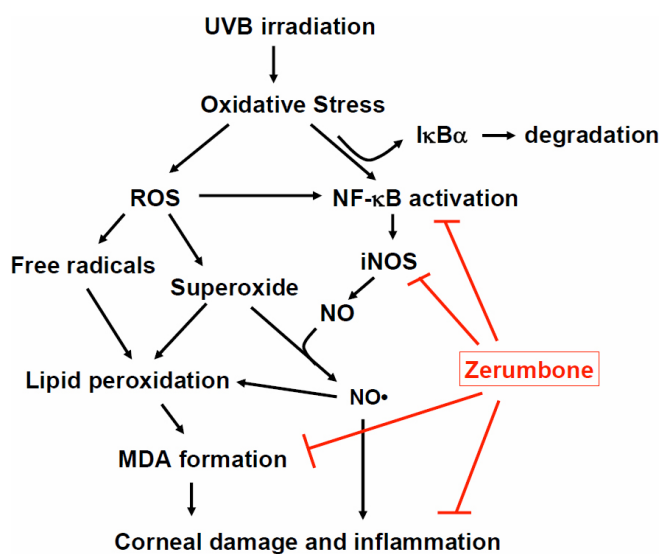 UVB irradiation
Oxidative Stress
IκBα
degradation
ROS
NF-κB activation
Free radicals
iNOS
Superoxide
NO
Zerumbone
Lipid peroxidation
NO•
MDA formation
Corneal damage and inflammation